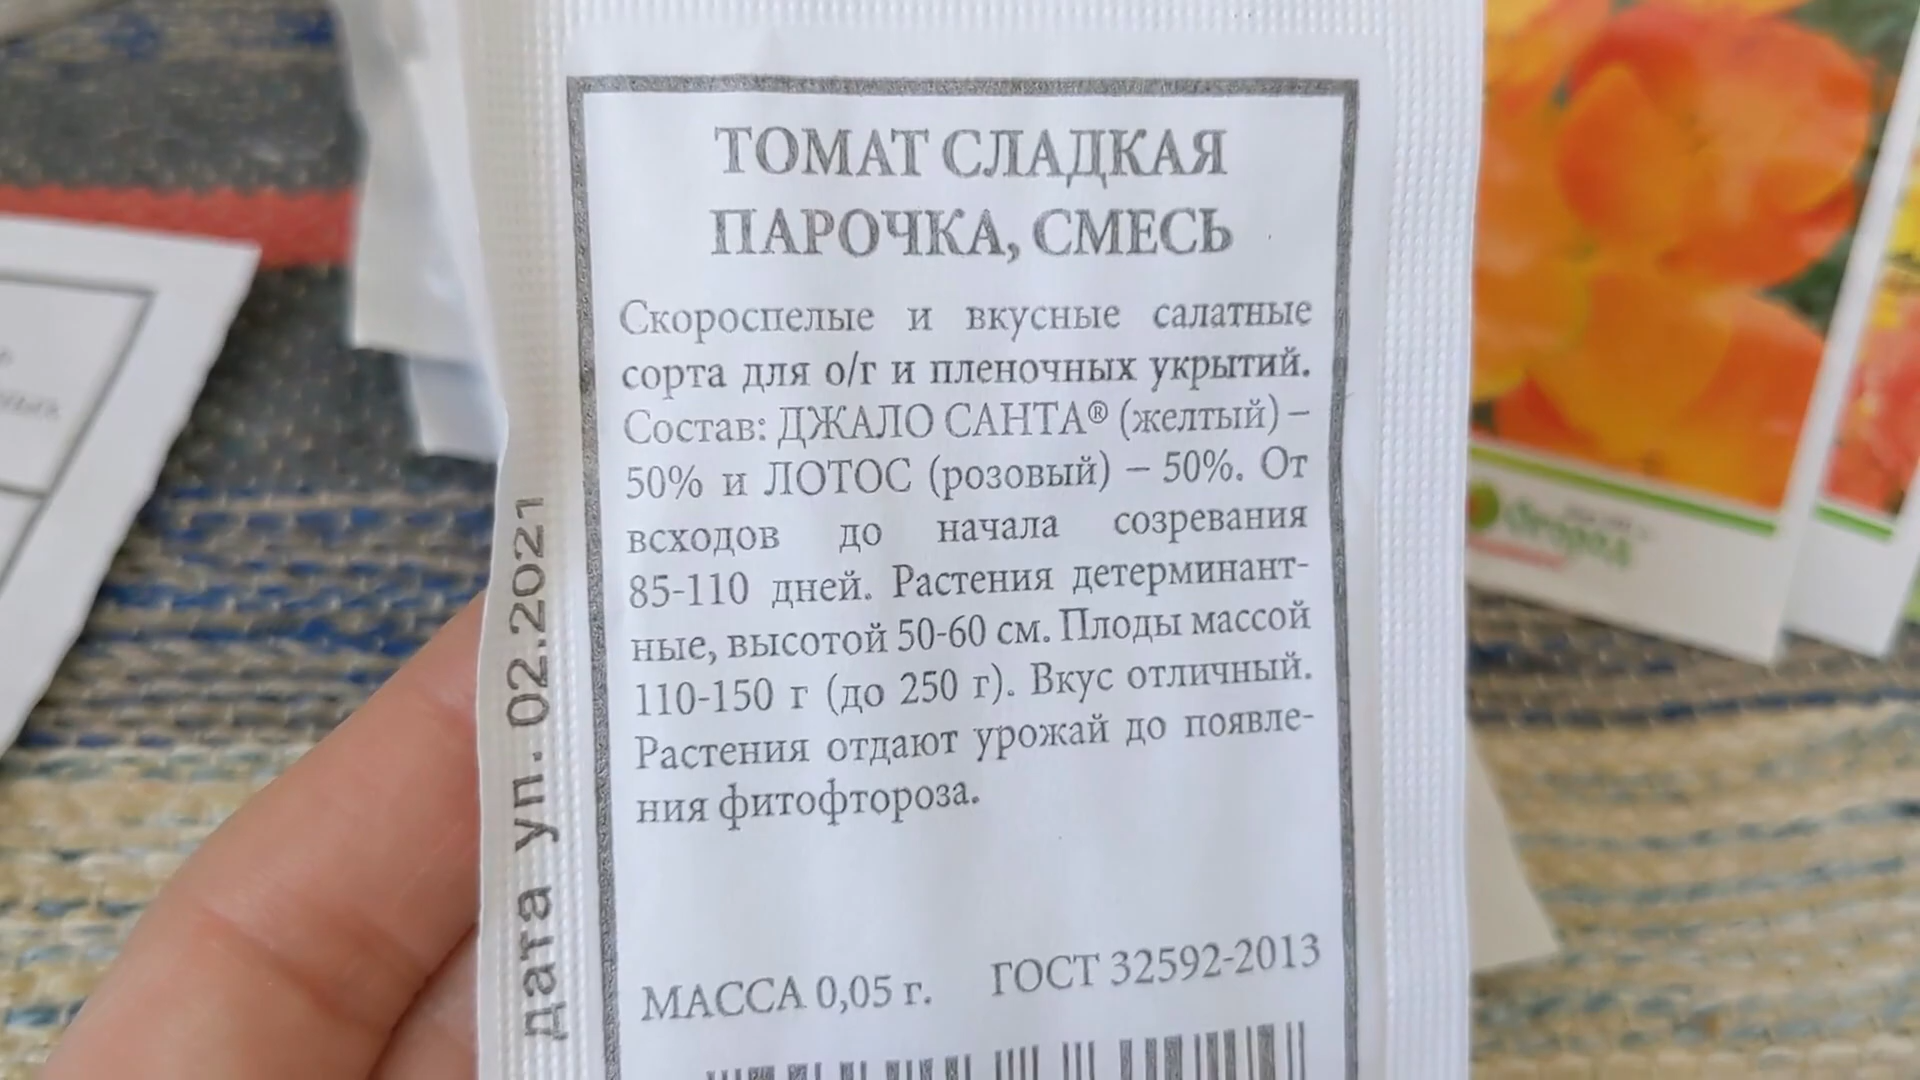 ТОМАТ СЛАДКАЯ
ПАРОЧКА, СМЕСЬ
Скороспелые и вкусные салатные
сорта для о/г и пленочных укрытий.
Состав: ДЖАЛО САНТА® (желтый) –
50% и ЛОТОС (розовый) – 50%. От
всходов до начала созревания
85-110 дней. Растения детерминант-
ные, высотой 50-60 см. Плоды массой
110-150 г (до 250 г). Вкус отличный.
Растения отдают урожай до появле-
ния фитофтороза.
МАССА 0,05 г. ГОСТ 32592-2013
дата уп. 02.2021
Огород